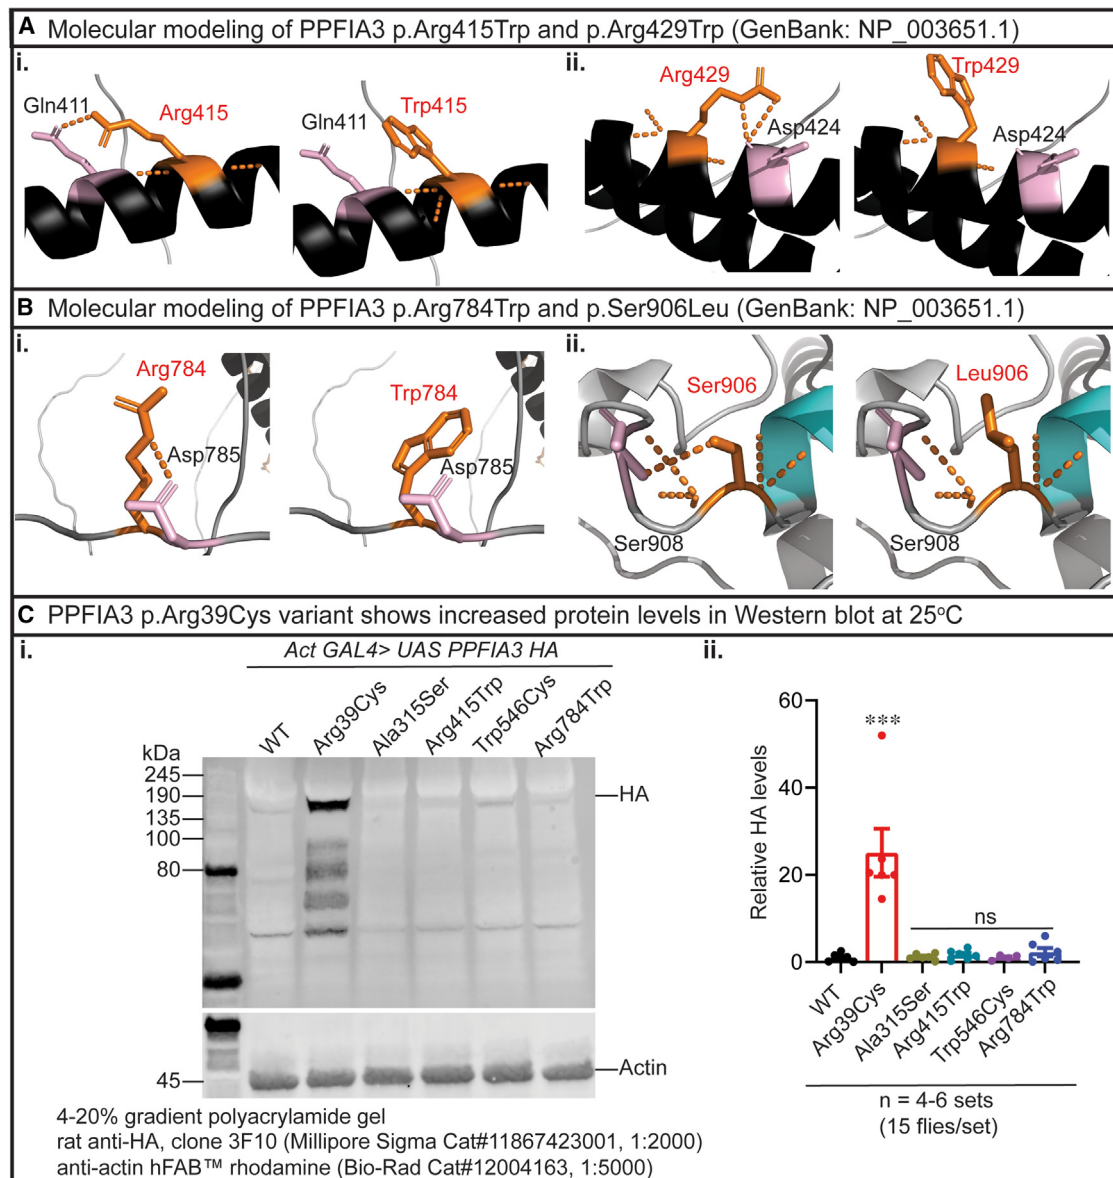 A Molecular modeling of PPFIA3 p.Arg415Trp and p.Arg429Trp (GenBank: NP_003651.1)
i.
Gln411
Arg415
Gln411
Trp415
ii.
Arg429
Asp424
Trp429
Asp424
B Molecular modeling of PPFIA3 p.Arg784Trp and p.Ser906Leu (GenBank: NP_003651.1)
i.
Arg784
Asp785
Trp784
Asp785
ii.
Ser906
Ser908
Leu906
Ser908
C PPFIA3 p.Arg39Cys variant shows increased protein levels in Western blot at 25°C
i.
Act GAL4> UAS PPFIA3 HA
WT
Arg39Cys
Ala315Ser
Arg415Trp
Trp546Cys
Arg784Trp
kDa
245
190
135
100
80
45
HA
Actin
4-20% gradient polyacrylamide gel
rat anti-HA, clone 3F10 (Millipore Sigma Cat#11867423001, 1:2000)
anti-actin hFAB™ rhodamine (Bio-Rad Cat#12004163, 1:5000)
ii.
Relative HA levels
60
40
20
0
***
ns
WT
Arg39Cys
Ala315Ser
Arg415Trp
Trp546Cys
Arg784Trp
n = 4-6 sets
(15 flies/set)